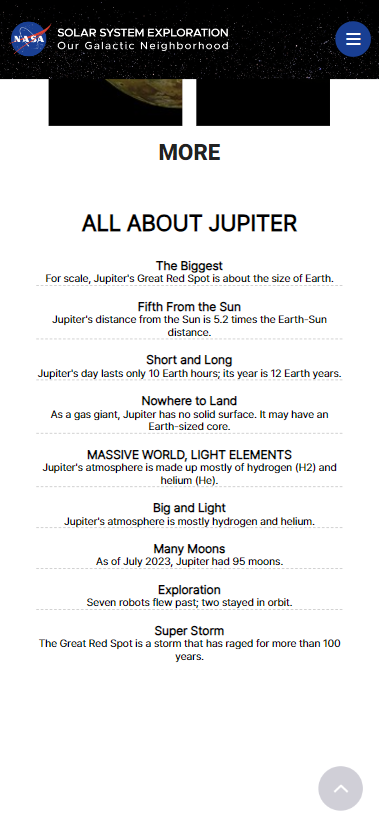 NASA
SOLAR SYSTEM EXPLORATION
Our Galactic Neighborhood
MORE
ALL ABOUT JUPITER
The Biggest
For scale, Jupiter's Great Red Spot is about the size of Earth.
Fifth From the Sun
Jupiter's distance from the Sun is 5.2 times the Earth-Sun
distance.
Short and Long
Jupiter's day lasts only 10 Earth hours; its year is 12 Earth years.
Nowhere to Land
As a gas giant, Jupiter has no solid surface. It may have an
Earth-sized core.
MASSIVE WORLD, LIGHT ELEMENTS
Jupiter's atmosphere is made up mostly of hydrogen (H2) and
helium (He).
Big and Light
Jupiter's atmosphere is mostly hydrogen and helium.
Many Moons
As of July 2023, Jupiter had 95 moons.
Exploration
Seven robots flew past; two stayed in orbit.
Super Storm
The Great Red Spot is a storm that has raged for more than 100
years.